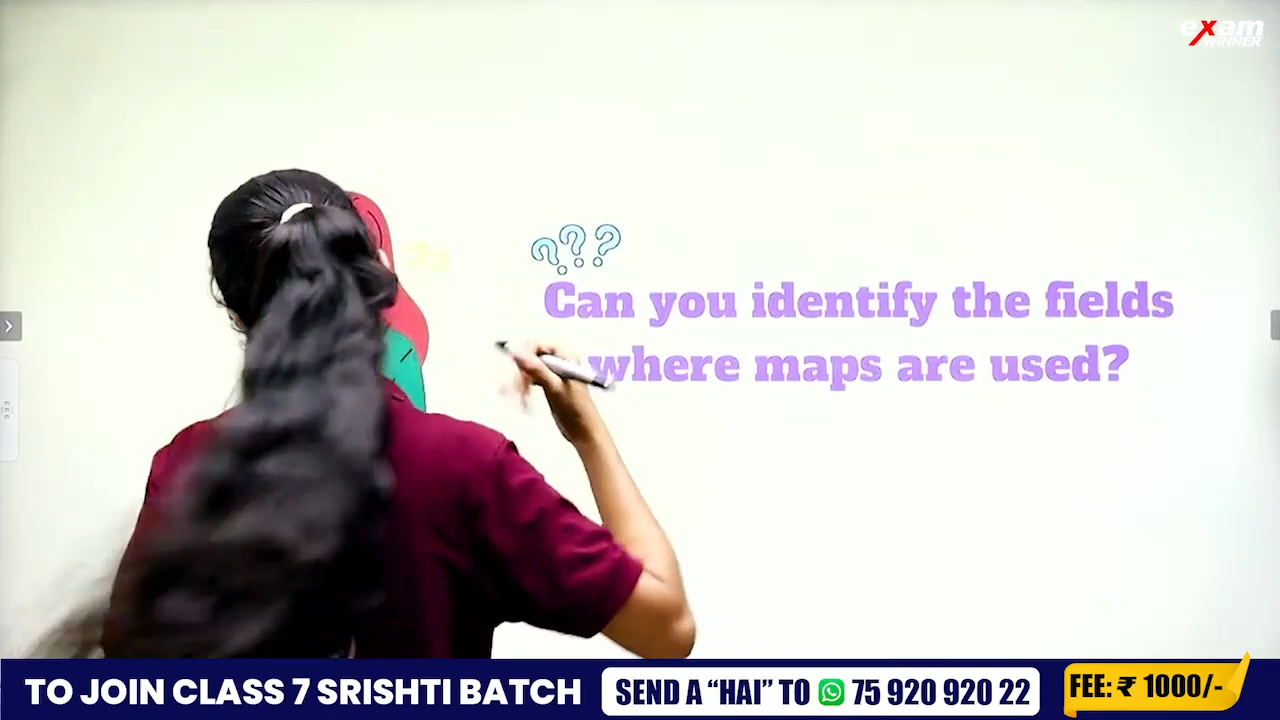 exam
WINNER
???
Can you identify the fields
where maps are used?
TO JOIN CLASS 7 SRISHTI BATCH
SEND A “HAI” TO 75 920 920 22
FEE: ₹ 1000/-